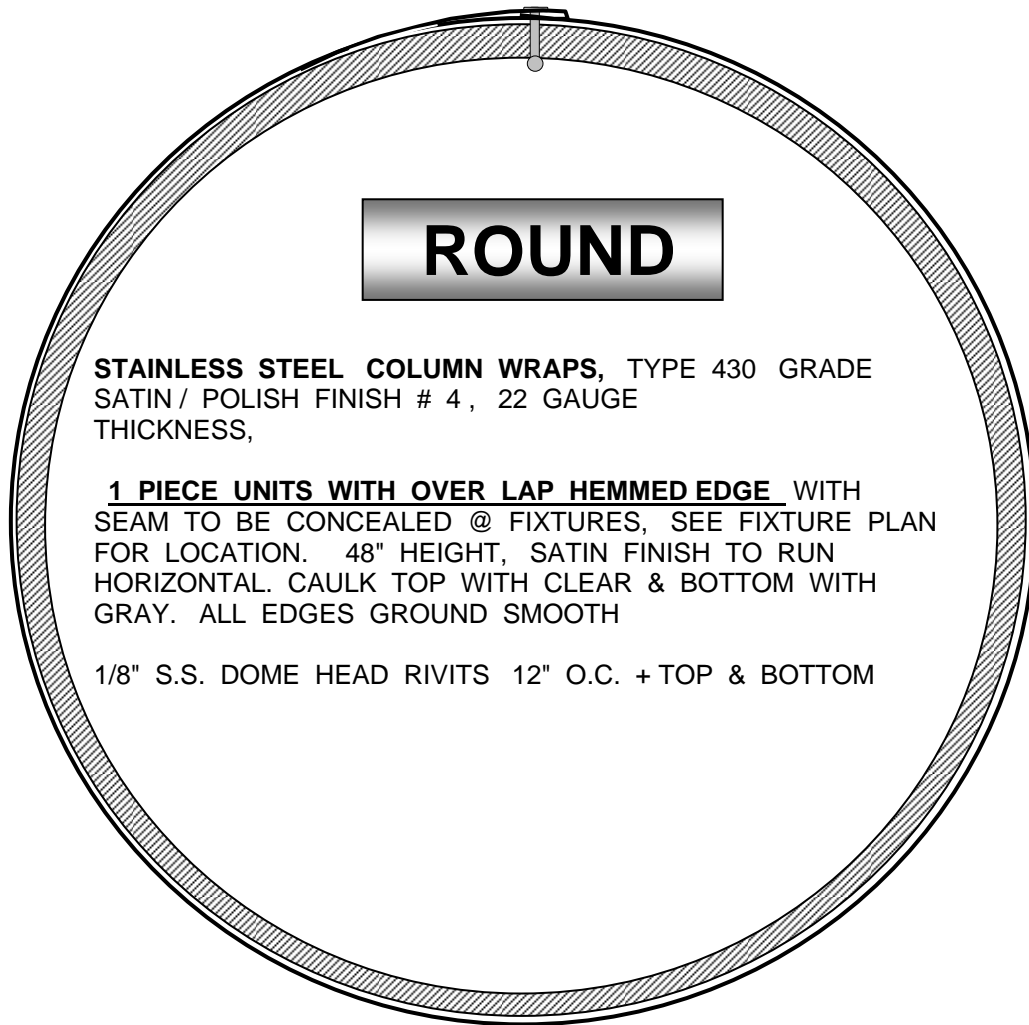 ROUND
STAINLESS STEEL COLUMN WRAPS, TYPE 430 GRADE
SATIN / POLISH FINISH # 4 , 22 GAUGE
THICKNESS,
1 PIECE UNITS WITH OVER LAP HEMMED EDGE WITH
SEAM TO BE CONCEALED @ FIXTURES, SEE FIXTURE PLAN
FOR LOCATION. 48" HEIGHT, SATIN FINISH TO RUN
HORIZONTAL. CAULK TOP WITH CLEAR & BOTTOM WITH
GRAY. ALL EDGES GROUND SMOOTH
1/8" S.S. DOME HEAD RIVITS 12" O.C. + TOP & BOTTOM